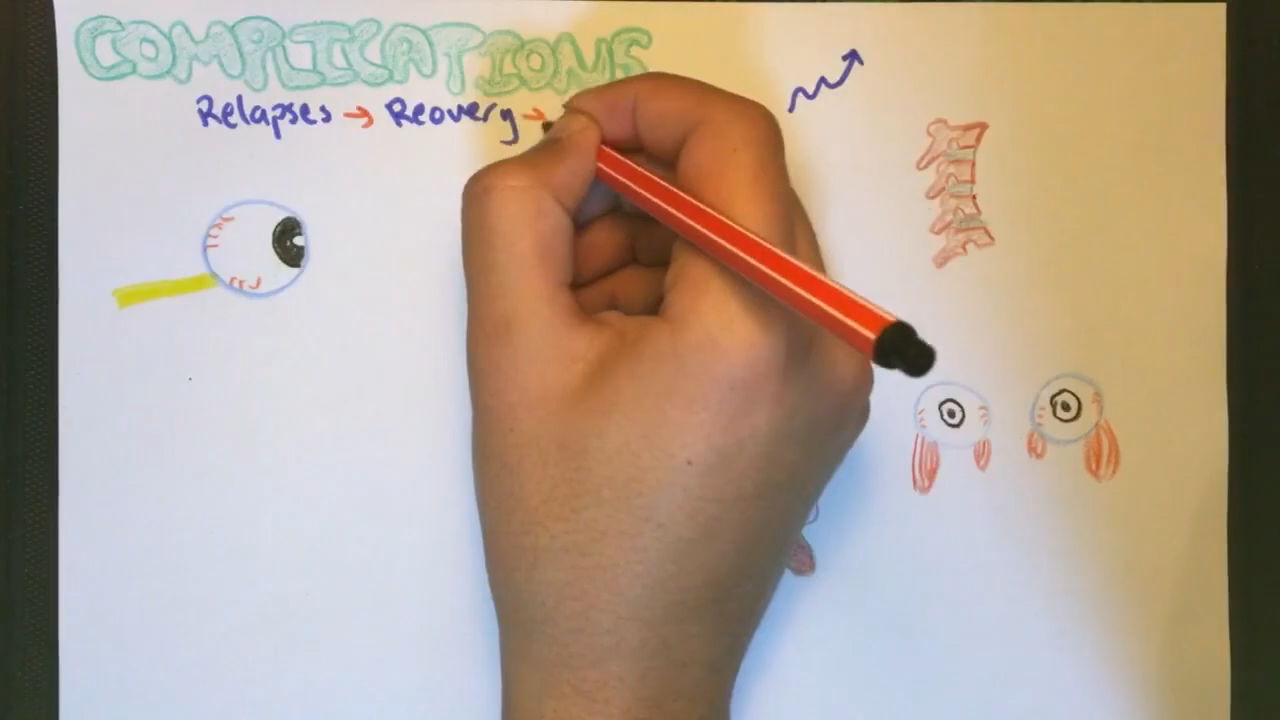 COMPLICATIONS
Relapses → Reovery →